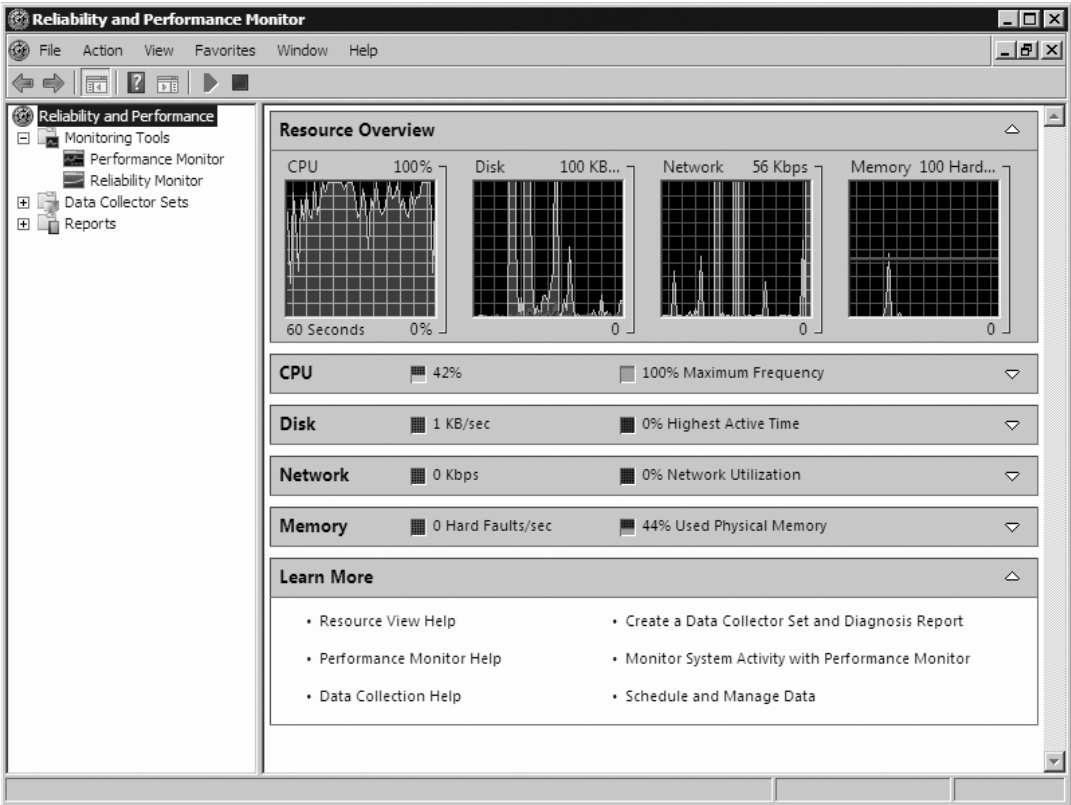 Reliability and Performance Monitor
File Action View Favorites Window Help
Reliability and Performance
Monitoring Tools
Performance Monitor
Reliability Monitor
Data Collector Sets
Reports
Resource Overview
CPU 100%
60 Seconds 0%
Disk 100 KB...
0
Network 56 Kbps
0
Memory 100 Hard...
0
CPU 42% 100% Maximum Frequency
Disk 1 KB/sec 0% Highest Active Time
Network 0 Kbps 0% Network Utilization
Memory 0 Hard Faults/sec 44% Used Physical Memory
Learn More
• Resource View Help • Create a Data Collector Set and Diagnosis Report
• Performance Monitor Help • Monitor System Activity with Performance Monitor
• Data Collection Help • Schedule and Manage Data